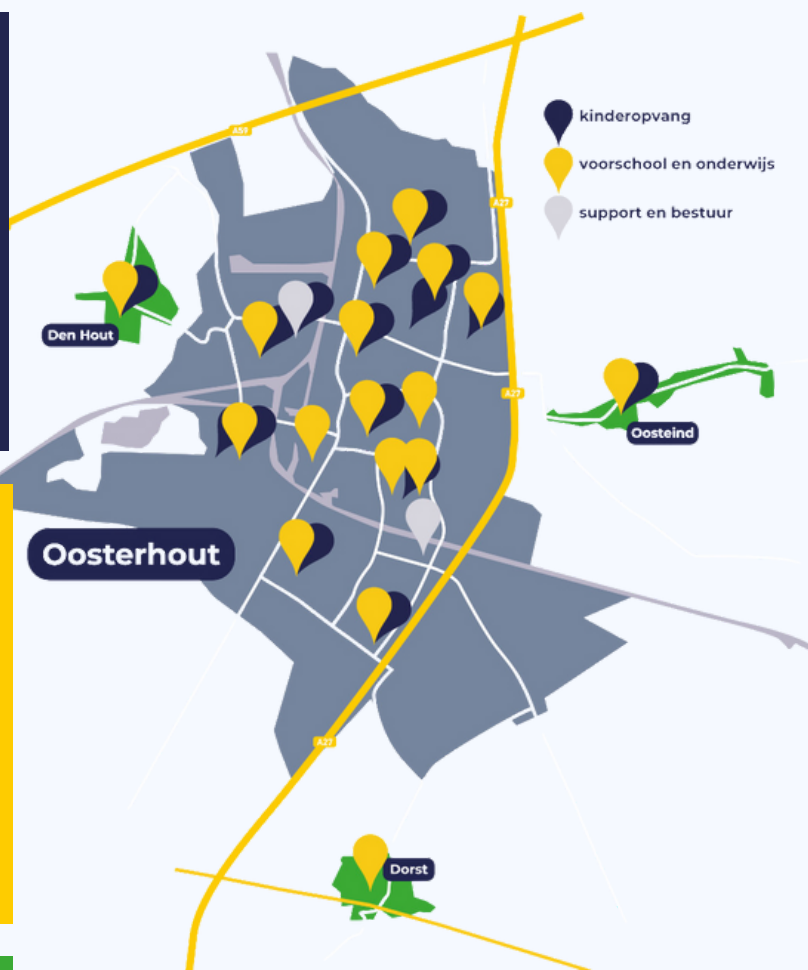 A59
kinderopvang
voorschool en onderwijs
A27
support en bestuur
Den Hout
A27
Oosteind
Oosterhout
A27
Dorst